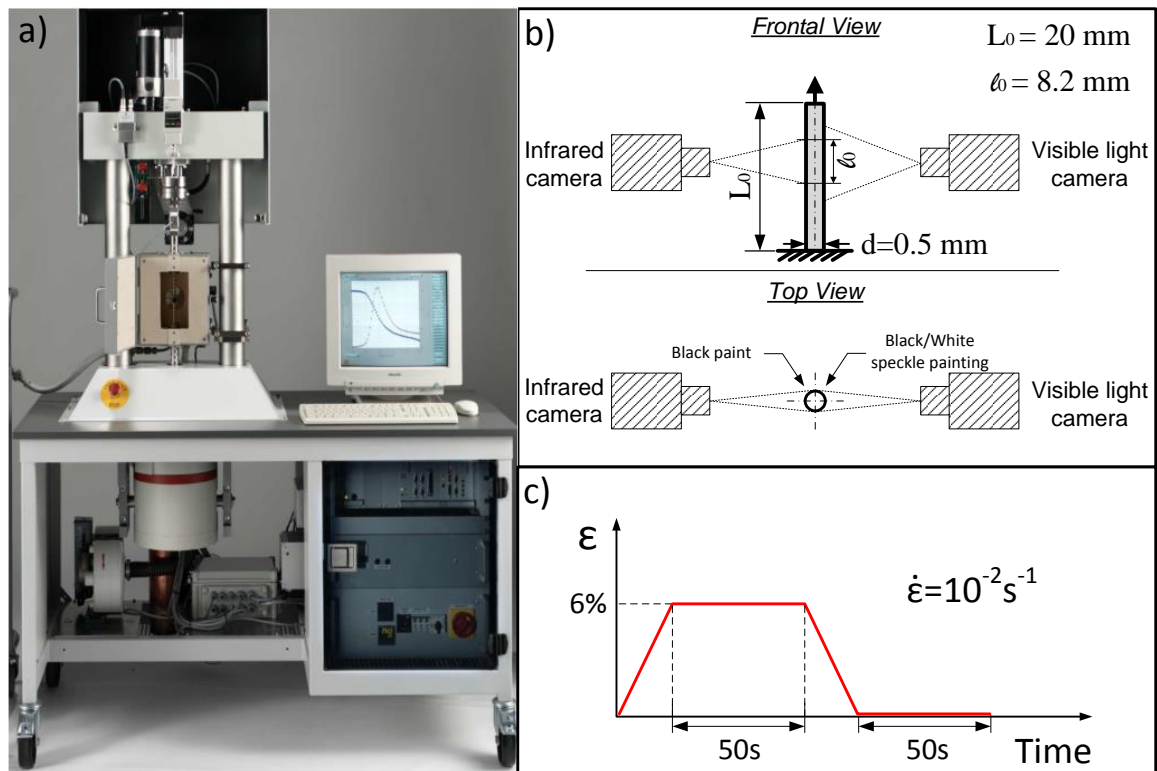 a)
b)
Frontal View
L₀ = 20 mm
ℓ₀ = 8.2 mm
Infrared
camera
L₀
ℓ₀
Visible light
camera
d=0.5 mm
Top View
Black paint
Black/White
speckle painting
Infrared
camera
Visible light
camera
c)
ε
6%
ε̇=10⁻²s⁻¹
50s
50s
Time